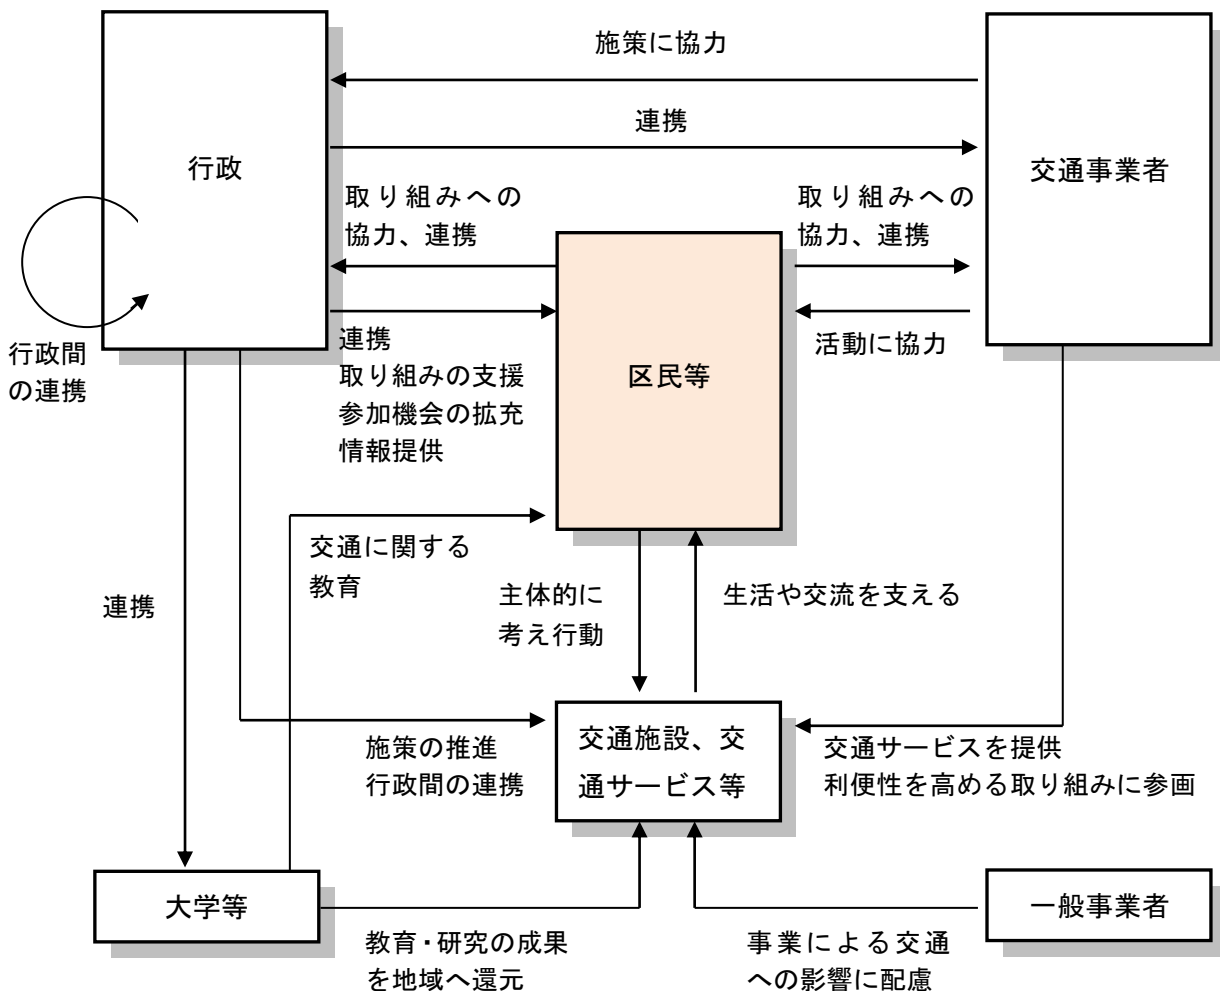 施策に協力
連携
行政
交通事業者
取り組みへの
協力、連携
取り組みへの
協力、連携
行政間
の連携
連携
取り組みの支援
参加機会の拡充
情報提供
区民等
活動に協力
交通に関する
教育
連携
主体的に
考え行動
生活や交流を支える
施策の推進
行政間の連携
交通施設、交
通サービス等
交通サービスを提供
利便性を高める取り組みに参画
大学等
一般事業者
教育・研究の成果
を地域へ還元
事業による交通
への影響に配慮